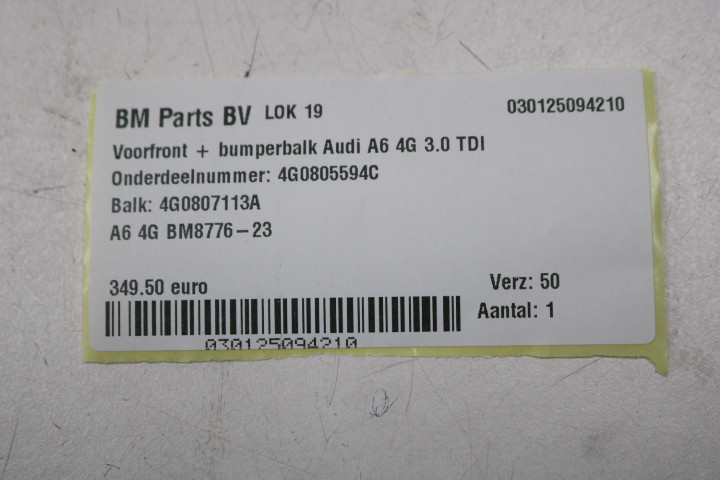 BM Parts BV LOK 19 030125094210
Voorfront + bumperbalk Audi A6 4G 3.0 TDI
Onderdeelnummer: 4G0805594C
Balk: 4G0807113A
A6 4G BM8776-23
349.50 euro Verz: 50
Aantal: 1
030125094210